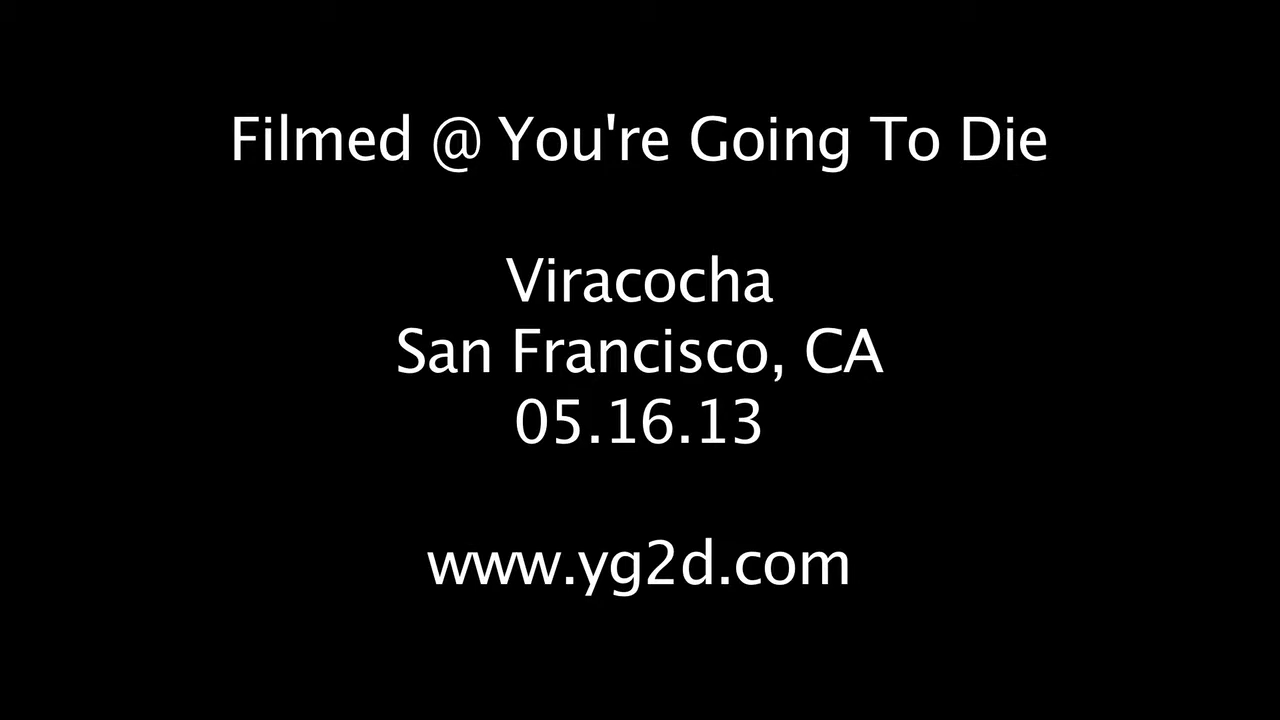 Filmed @ You're Going To Die
Viracocha
San Francisco, CA
05.16.13
www.yg2d.com